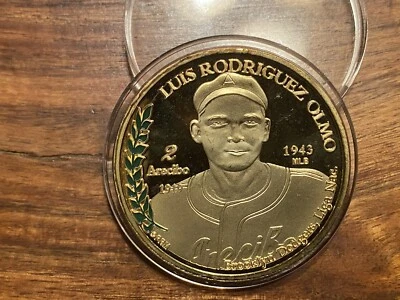 LUIS RODRIGUEZ OLMO
A
2
Arecibo
1943
MLB
Brooklyn Dodgers, Liga Nac.